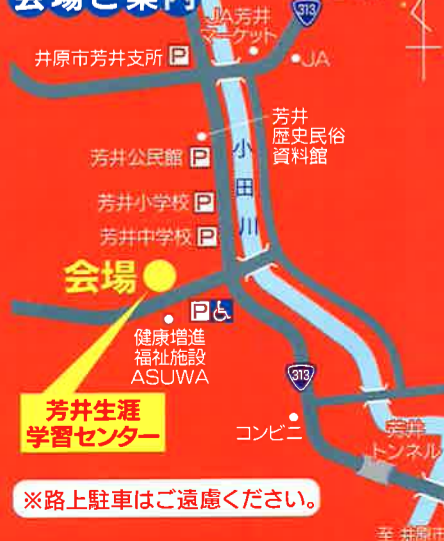 会場ご案内
313
JA芳井
マーケット
井原市芳井支所 P
JA
芳井
歴史民俗
資料館
芳井公民館 P
小田川
芳井小学校 P
芳井中学校 P
会場
P
健康増進
福祉施設
ASUWA
313
芳井生涯
学習センター
コンビニ
芳井
トンネル
※路上駐車はご遠慮ください。
至 井原市